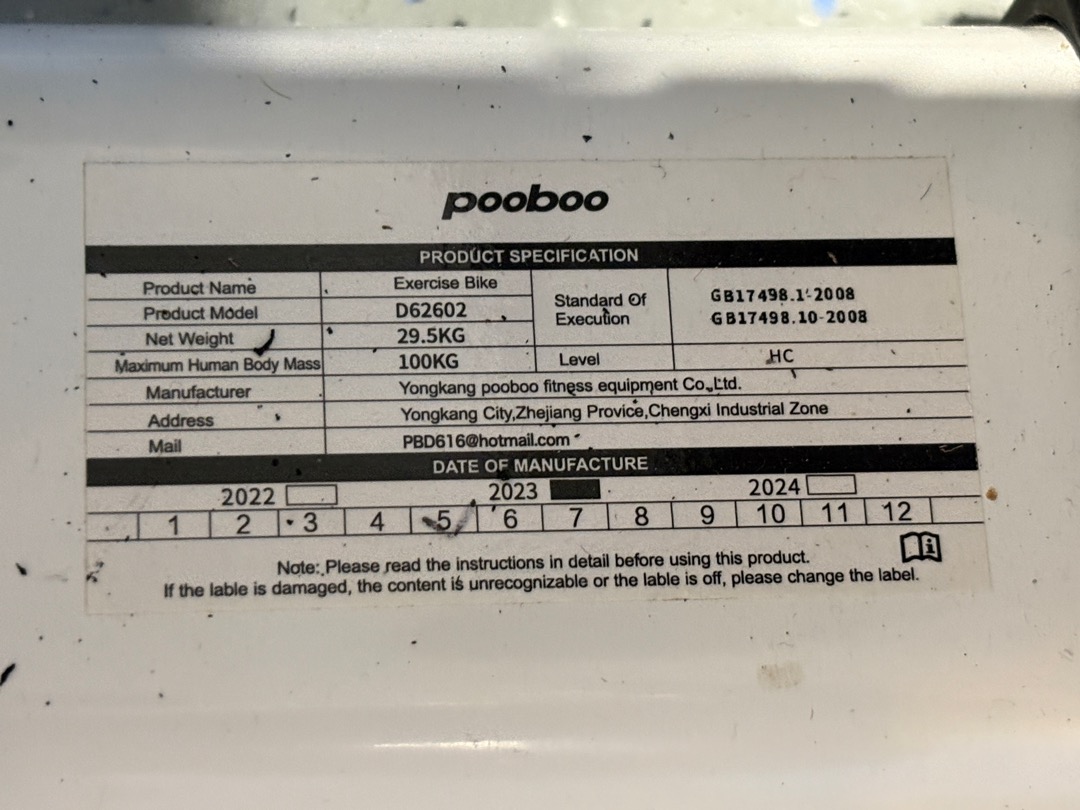 pooboo
PRODUCT SPECIFICATION
Product Name Exercise Bike
Product Model D62602
Net Weight 29.5KG
Maximum Human Body Mass 100KG
Standard Of
Execution
GB17498.1-2008
GB17498.10-2008
Level HC
Manufacturer Yongkang pooboo fitness equipment Co,Ltd.
Address Yongkang City,Zhejiang Provice,Chengxi Industrial Zone
Mail PBD616@hotmail.com
DATE OF MANUFACTURE
2022 2023 2024
1 2 3 4 5 6 7 8 9 10 11 12
Note: Please read the instructions in detail before using this product.
If the lable is damaged, the content is unrecognizable or the lable is off, please change the label.